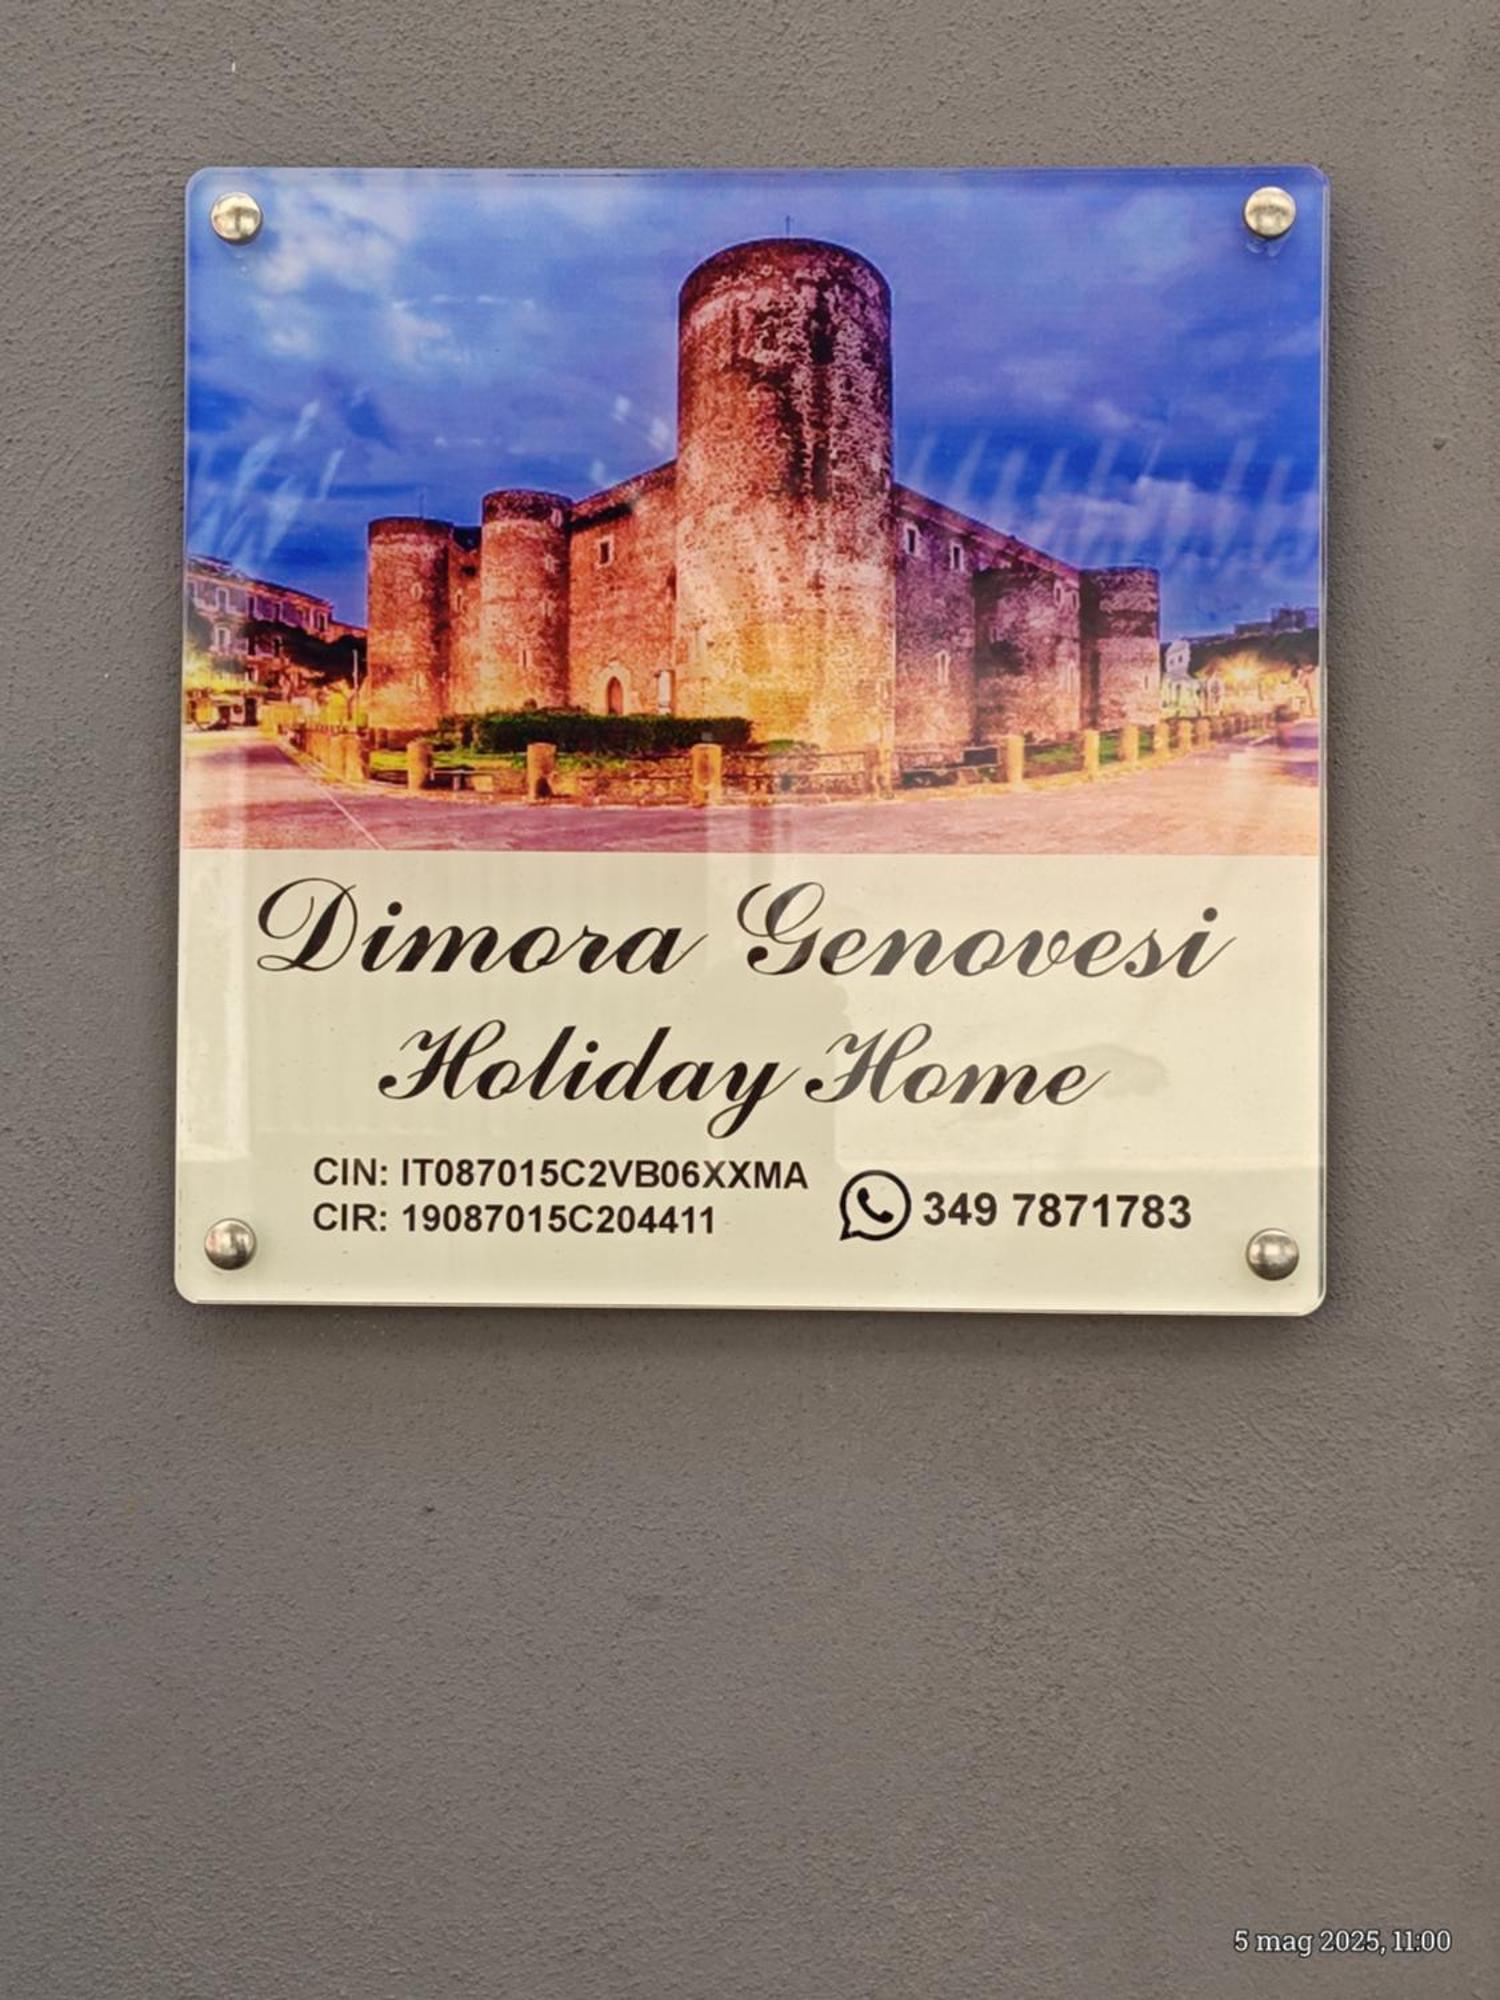 Dimora Genovesi
Holiday Home
CIN: IT087015C2VB06XXMA
CIR: 19087015C204411
349 7871783
5 mag 2025, 11:00